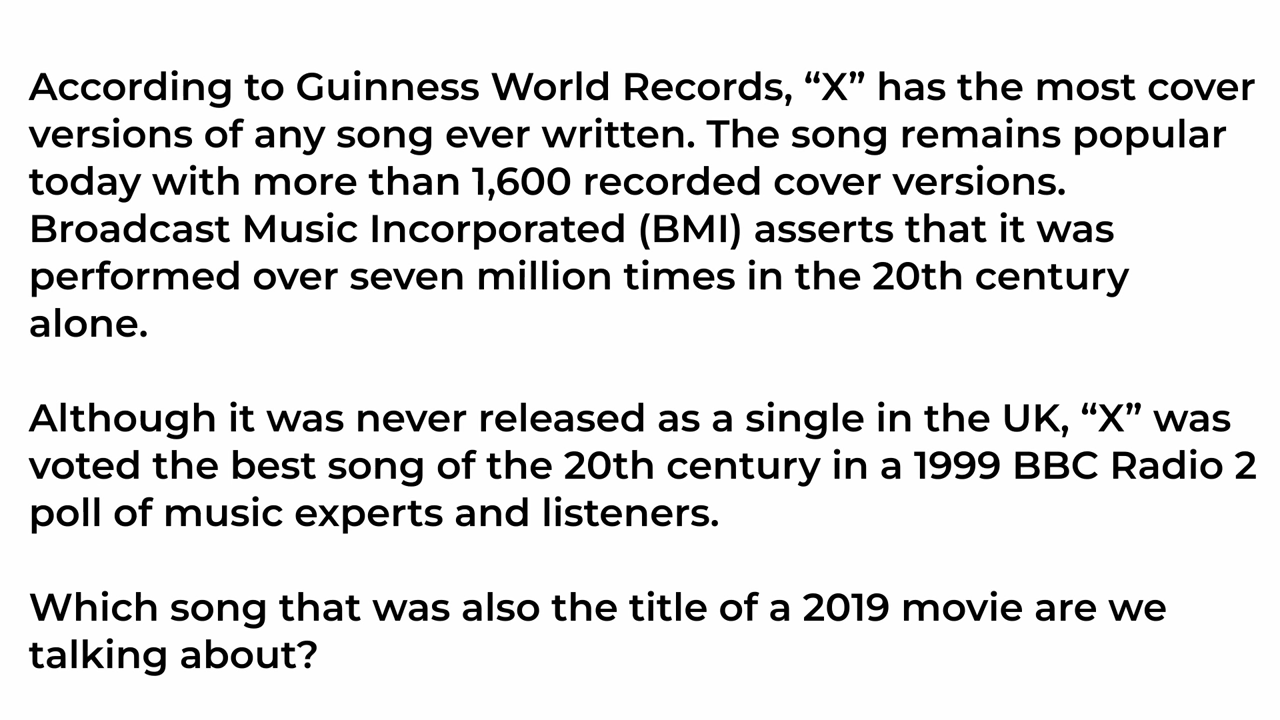 According to Guinness World Records, “X” has the most cover
versions of any song ever written. The song remains popular
today with more than 1,600 recorded cover versions.
Broadcast Music Incorporated (BMI) asserts that it was
performed over seven million times in the 20th century
alone.
Although it was never released as a single in the UK, “X” was
voted the best song of the 20th century in a 1999 BBC Radio 2
poll of music experts and listeners.
Which song that was also the title of a 2019 movie are we
talking about?